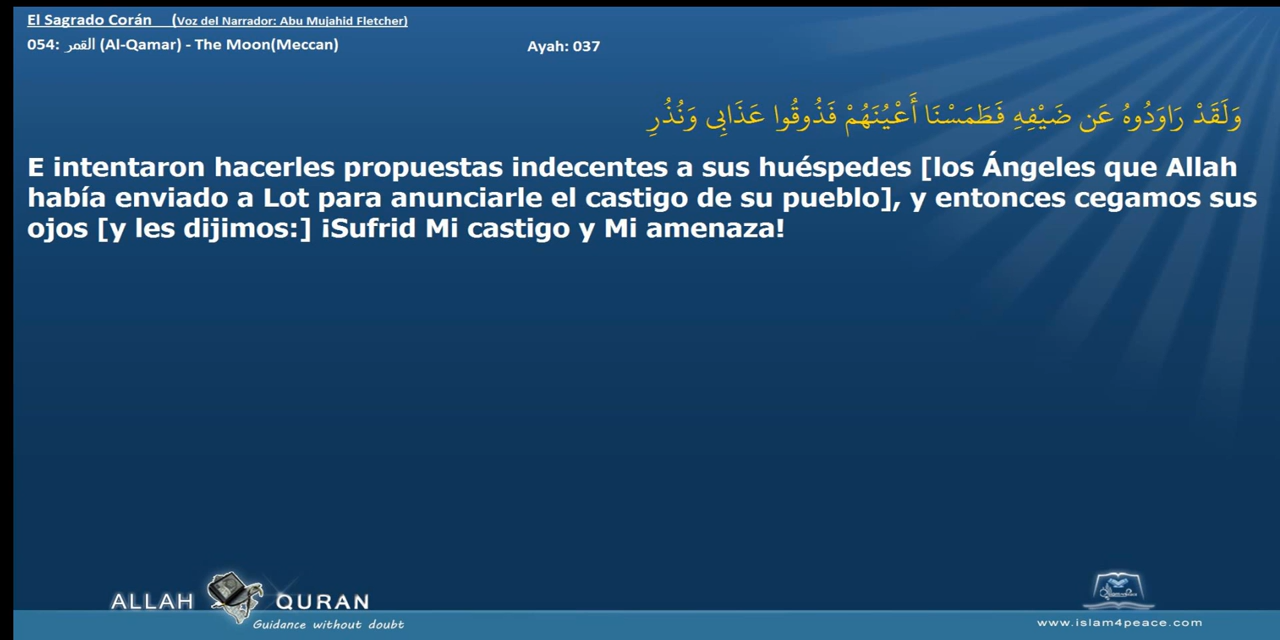 El Sagrado Corán (Voz del Narrador: Abu Mujahid Fletcher)
054: القمر (Al-Qamar) - The Moon(Meccan) Ayah: 037
وَلَقَدْ رَاوَدُوهُ عَن ضَيْفِهِ فَطَمَسْنَا أَعْيُنَهُمْ فَذُوقُوا عَذَابِى وَنُذُرِ
E intentaron hacerles propuestas indecentes a sus huéspedes [los Ángeles que Allah
había enviado a Lot para anunciarle el castigo de su pueblo], y entonces cegamos sus
ojos [y les dijimos:] ¡Sufrid Mi castigo y Mi amenaza!
ALLAH QURAN
Guidance without doubt
www.islam4peace.com